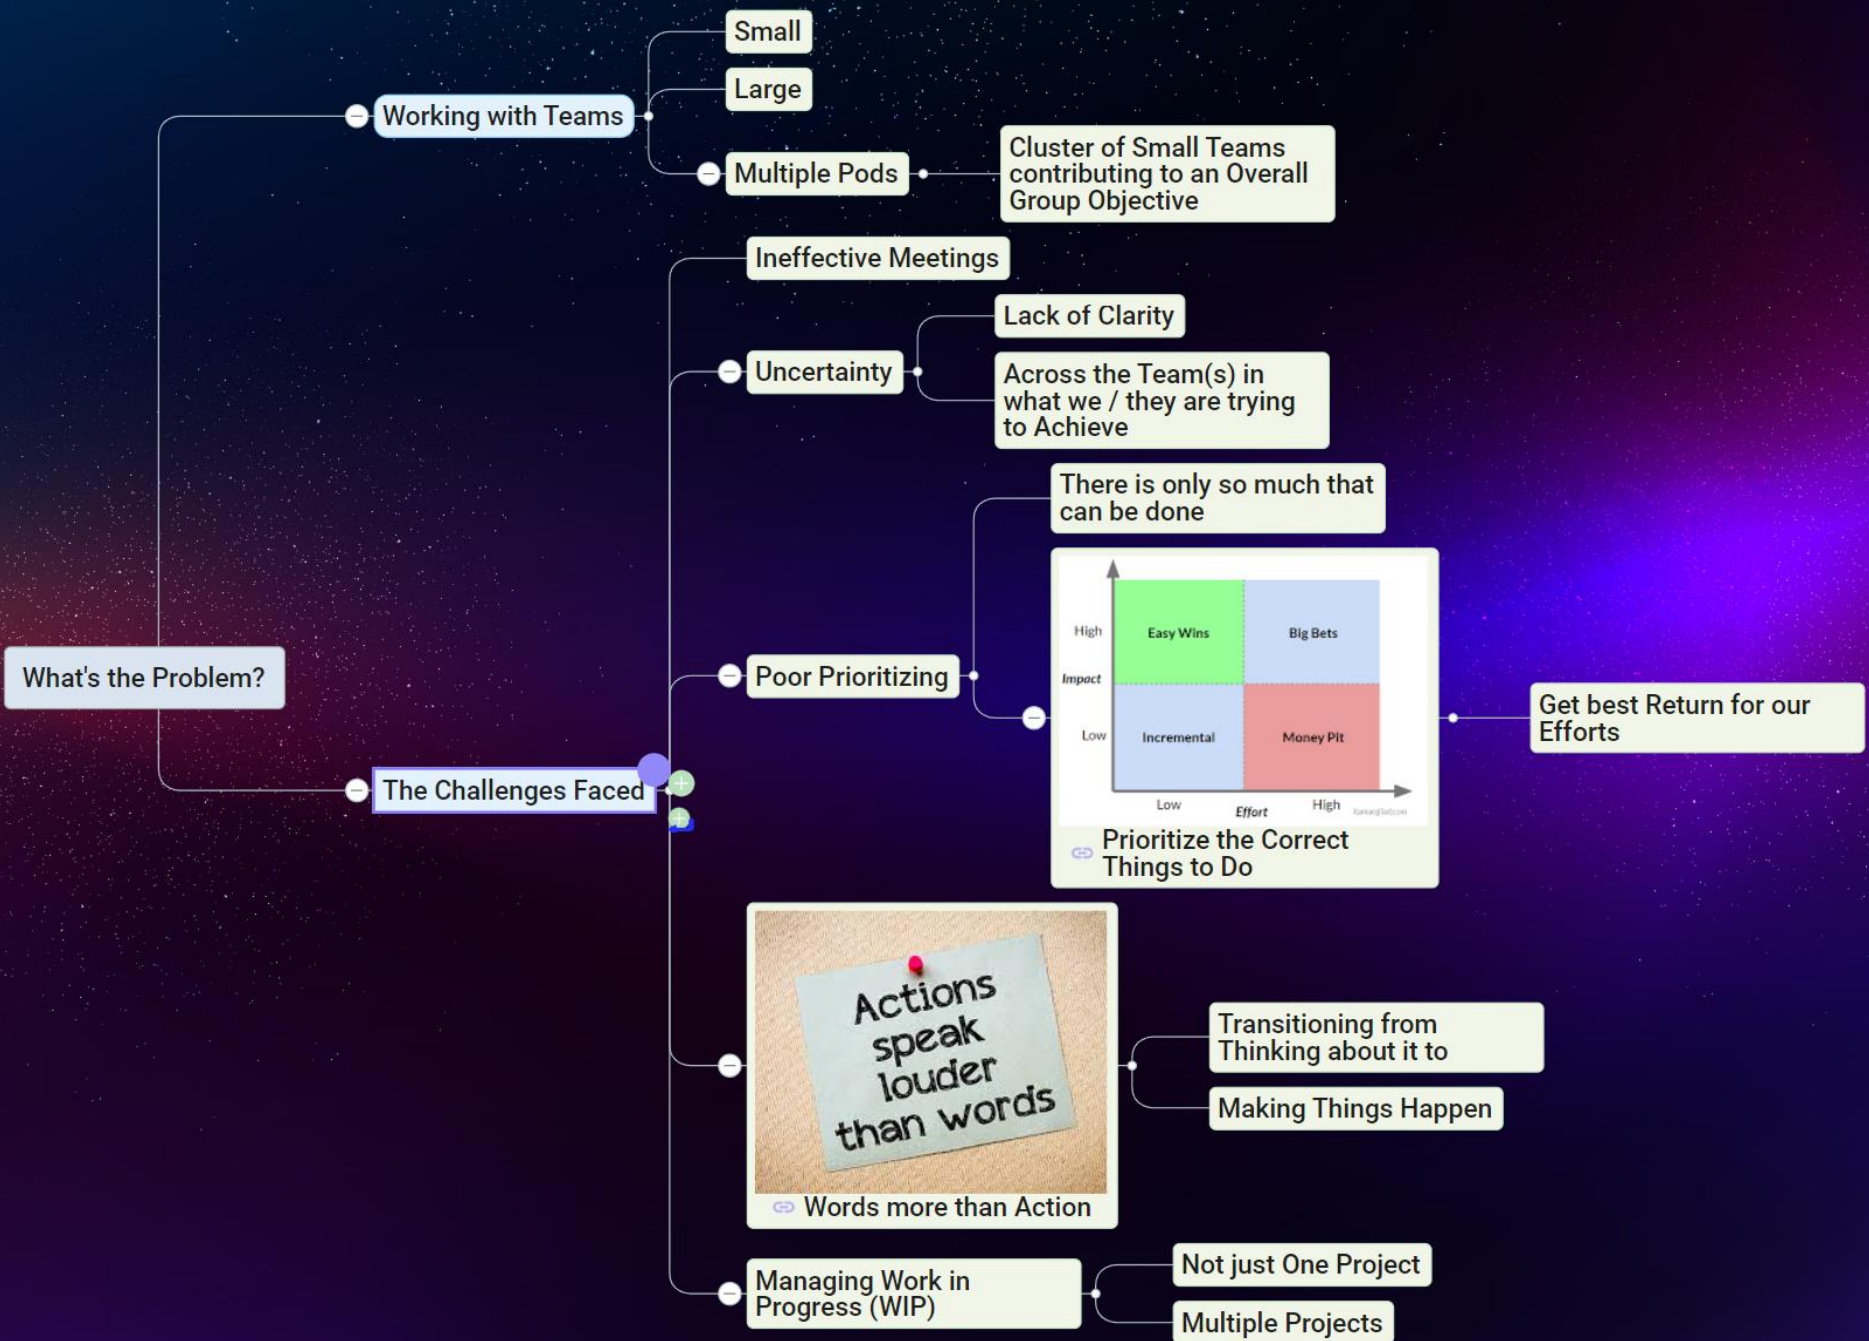 Small
Large
Working with Teams
Multiple Pods
Cluster of Small Teams
contributing to an Overall
Group Objective
Ineffective Meetings
Lack of Clarity
Uncertainty
Across the Team(s) in
what we / they are trying
to Achieve
There is only so much that
can be done
High
Easy Wins
Big Bets
Impact
Low
Incremental
Money Pit
Low
Effort
High
Prioritize the Correct
Things to Do
Poor Prioritizing
Get best Return for our
Efforts
What's the Problem?
The Challenges Faced
Actions
speak
louder
than words
Words more than Action
Transitioning from
Thinking about it to
Making Things Happen
Managing Work in
Progress (WIP)
Not just One Project
Multiple Projects